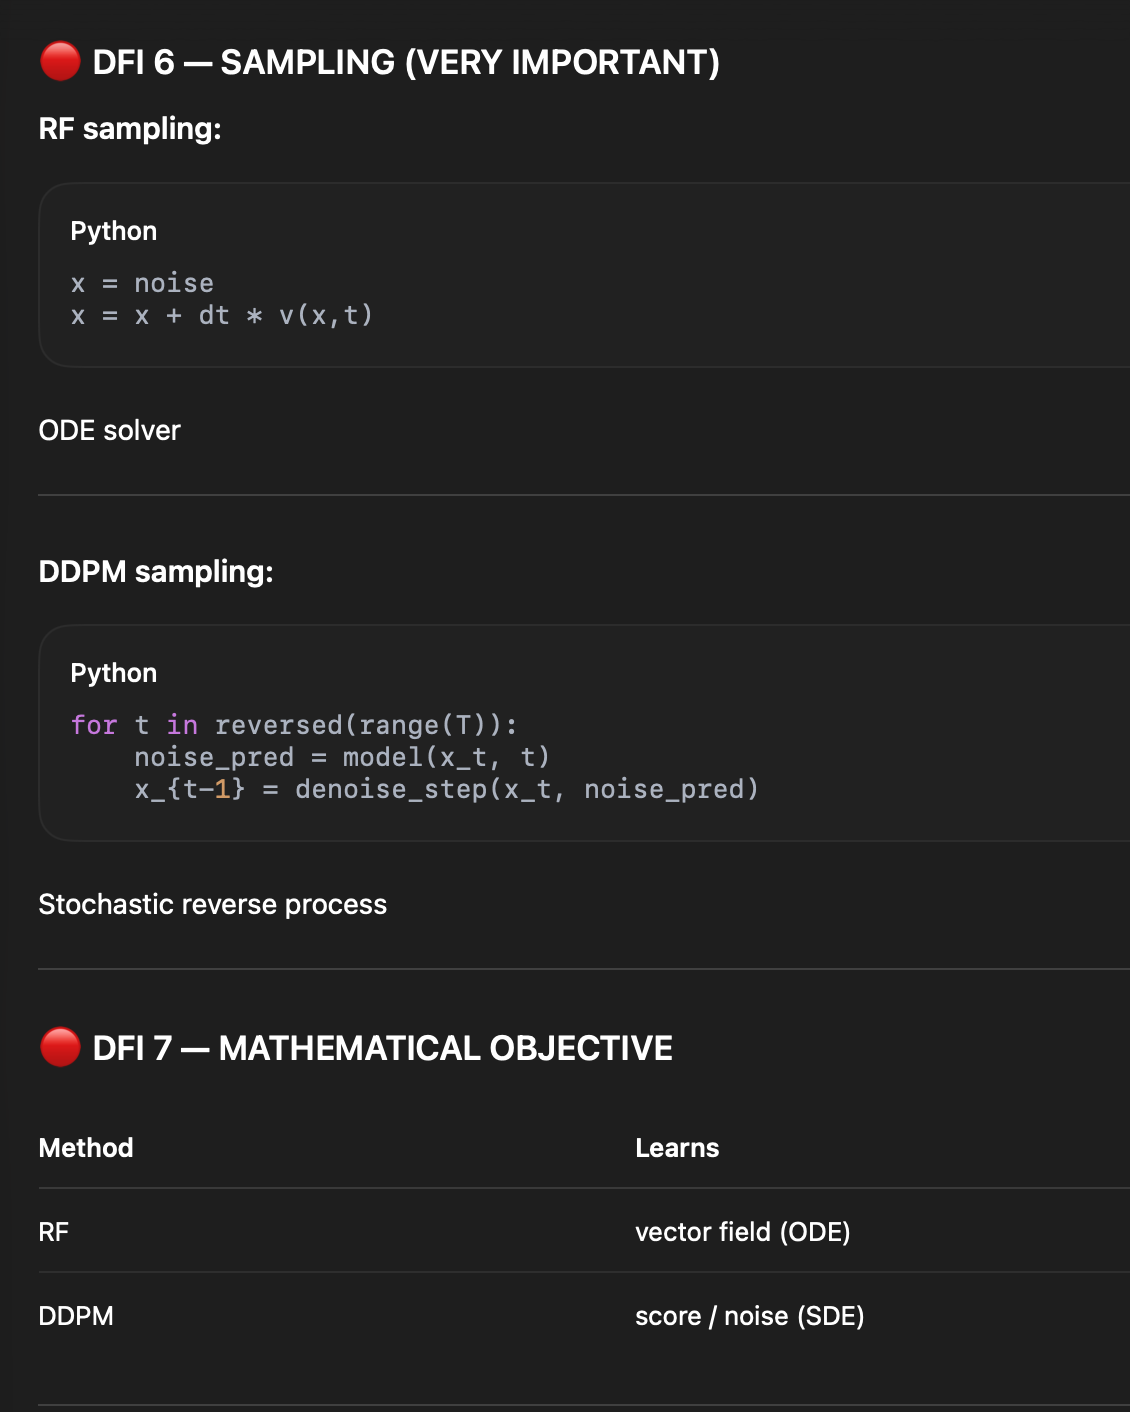 🔴 DFI 6 — SAMPLING (VERY IMPORTANT)
RF sampling:
Python
x = noise
x = x + dt * v(x,t)
ODE solver
DDPM sampling:
Python
for t in reversed(range(T)):
    noise_pred = model(x_t, t)
    x_{t-1} = denoise_step(x_t, noise_pred)
Stochastic reverse process
🔴 DFI 7 — MATHEMATICAL OBJECTIVE
Method Learns
RF vector field (ODE)
DDPM score / noise (SDE)